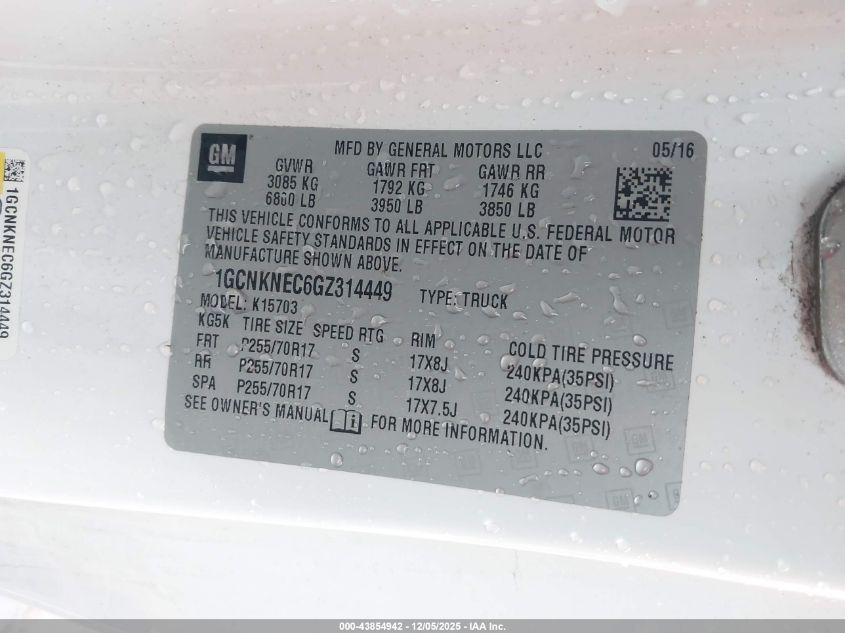 GM
MFD BY GENERAL MOTORS LLC 05/16
GVWR GAWR FRT GAWR RR
3085 KG 1792 KG 1746 KG
6800 LB 3950 LB 3850 LB
THIS VEHICLE CONFORMS TO ALL APPLICABLE U.S. FEDERAL MOTOR
VEHICLE SAFETY STANDARDS IN EFFECT ON THE DATE OF
MANUFACTURE SHOWN ABOVE.
1GCNKNEC6GZ314449 TYPE: TRUCK
MODEL: K15703
KG5K TIRE SIZE SPEED RTG RIM COLD TIRE PRESSURE
FRT P255/70R17 S 17X8J 240KPA(35PSI)
RR P255/70R17 S 17X8J 240KPA(35PSI)
SPA P255/70R17 S 17X7.5J 240KPA(35PSI)
SEE OWNER'S MANUAL FOR MORE INFORMATION.
1GCNKNEC6GZ314449
000-43854942 - 12/05/2025 - IAA Inc.